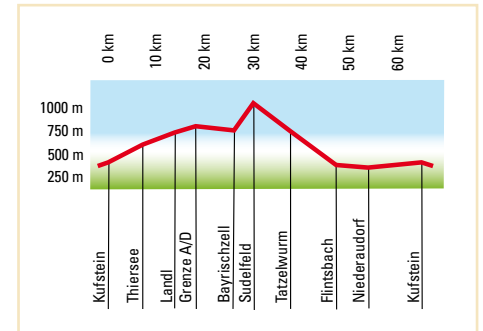 0 km
10 km
20 km
30 km
40 km
50 km
60 km
1000 m
750 m
500 m
250 m
Kufstein
Thiersee
Landl
Grenze A/D
Bayrischzell
Sudelfeld
Tatzelwurm
Flintsbach
Niederaudorf
Kufstein